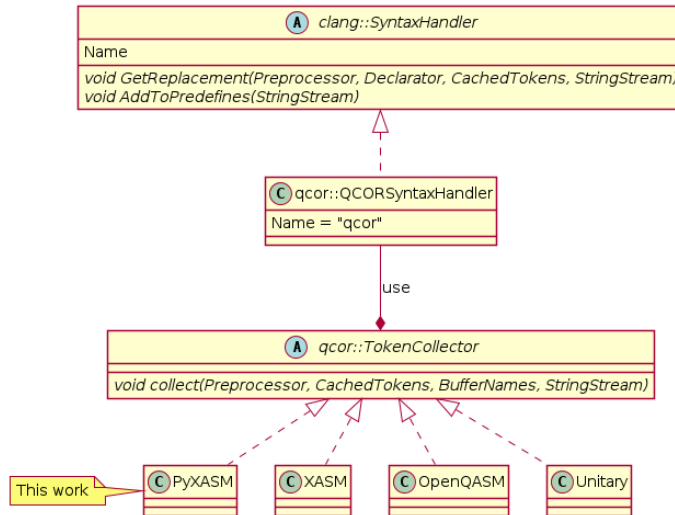 A clang::SyntaxHandler
Name
void GetReplacement(Preprocessor, Declarator, CachedTokens, StringStream)
void AddToPredefines(StringStream)
C qcor::QCORSyntaxHandler
Name = "qcor"
use
A qcor::TokenCollector
void collect(Preprocessor, CachedTokens, BufferNames, StringStream)
This work
C PyXASM
C XASM
C OpenQASM
C Unitary